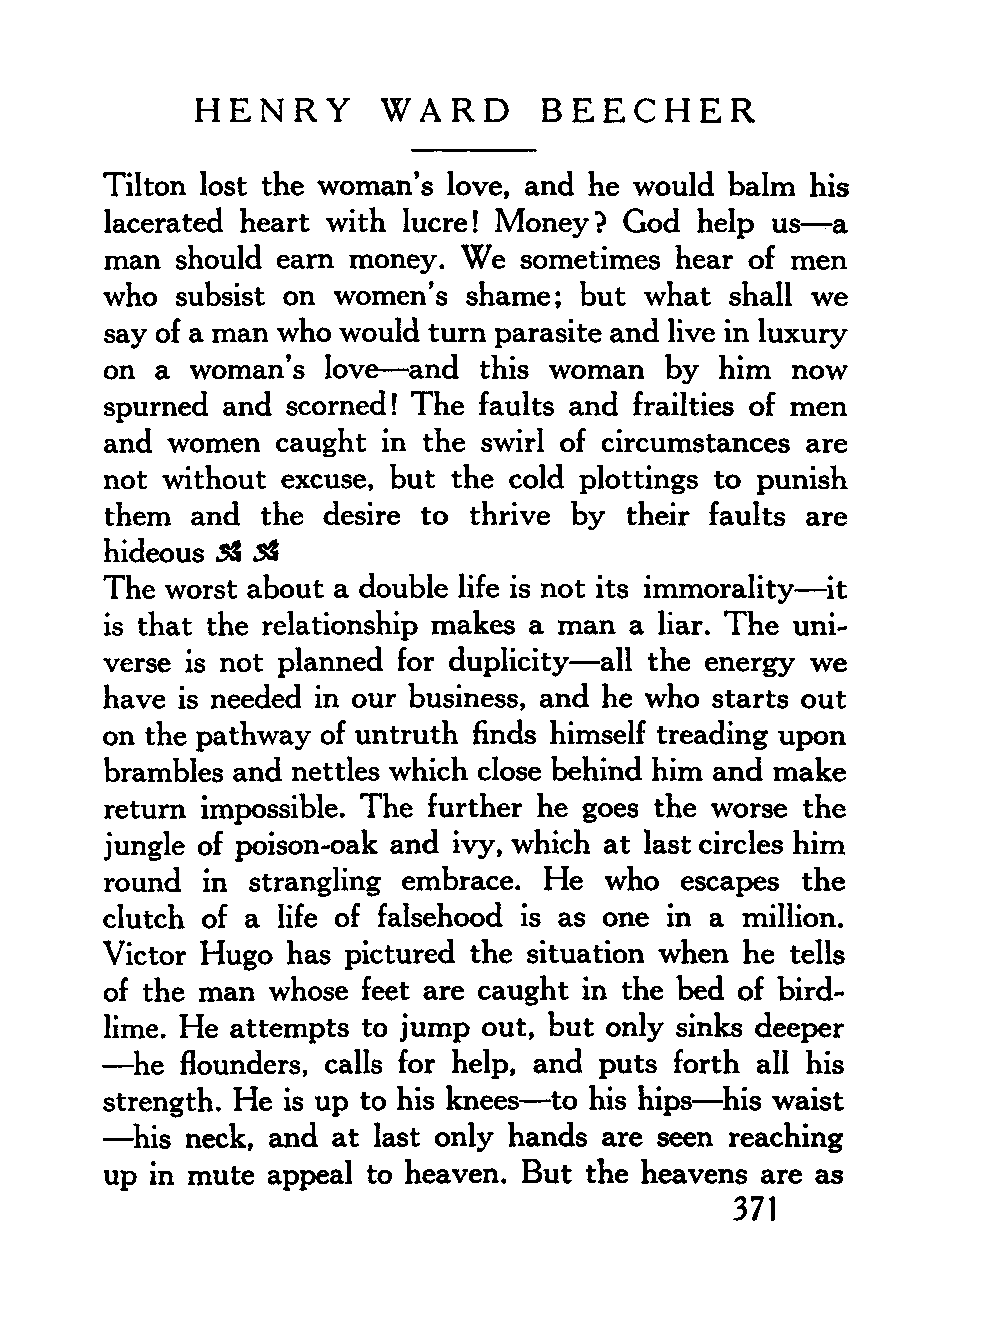 HENRY WARD BEECHER
Tilton lost the woman's love, and he would balm his
lacerated heart with lucre! Money? God help us—a
man should earn money. We sometimes hear of men
who subsist on women's shame; but what shall we
say of a man who would turn parasite and live in luxury
on a woman's love—and this woman by him now
spurned and scorned! The faults and frailties of men
and women caught in the swirl of circumstances are
not without excuse, but the cold plottings to punish
them and the desire to thrive by their faults are
hideous
The worst about a double life is not its immorality—it
is that the relationship makes a man a liar. The uni-
verse is not planned for duplicity—all the energy we
have is needed in our business, and he who starts out
on the pathway of untruth finds himself treading upon
brambles and nettles which close behind him and make
return impossible. The further he goes the worse the
jungle of poison-oak and ivy, which at last circles him
round in strangling embrace. He who escapes the
clutch of a life of falsehood is as one in a million.
Victor Hugo has pictured the situation when he tells
of the man whose feet are caught in the bed of bird-
lime. He attempts to jump out, but only sinks deeper
—he flounders, calls for help, and puts forth all his
strength. He is up to his knees—to his hips—his waist
—his neck, and at last only hands are seen reaching
up in mute appeal to heaven. But the heavens are as
371